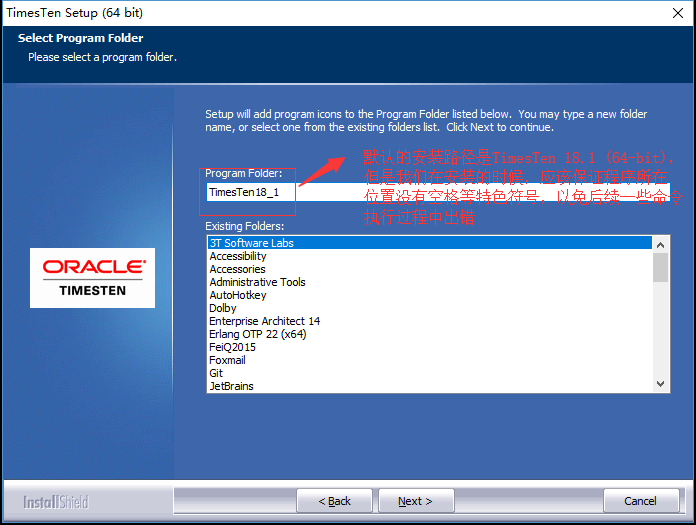 TimesTen Setup (64 bit)
Select Program Folder
Please select a program folder.
Setup will add program icons to the Program Folder listed below. You may type a new folder
name, or select one from the existing folders list. Click Next to continue.
默认的安装路径是TimesTen 18.1 (64-bit),
但是我们在安装的时候，应该保证程序所在
位置没有空格等特色符号，以免后续一些命令
执行过程中出错
Program Folder:
TimesTen18_1
Existing Folders:
3T Software Labs
Accessibility
Accessories
Administrative Tools
AutoHotkey
Dolby
Enterprise Architect 14
Erlang OTP 22 (x64)
FeiQ2015
Foxmail
Git
JetBrains
ORACLE®
TIMESTEN
InstallShield
< Back
Next >
Cancel